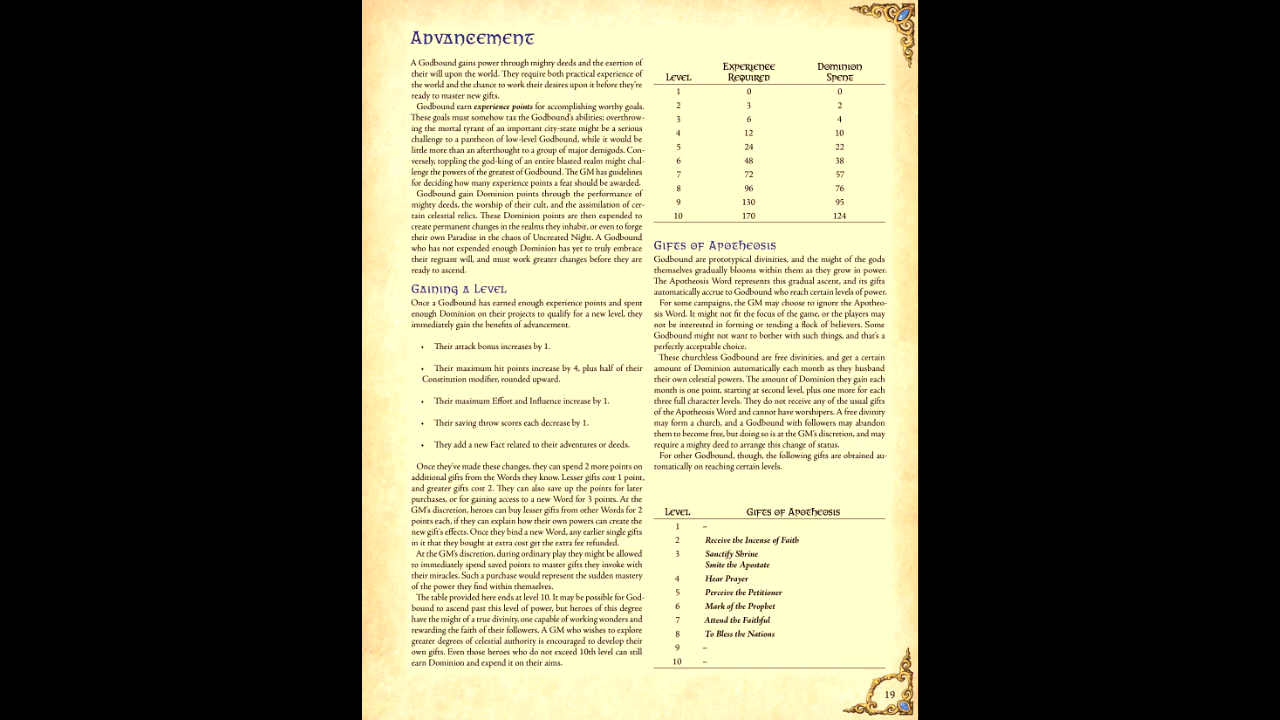 Advancement
A Godbound gains power through mighty deeds and the exertion of
their will upon the world. They require both practical experience of
the world and the chance to work their desires upon it before they're
ready to master new gifts.
Godbound earn experience points for accomplishing worthy goals.
These goals must somehow tax the Godbound's abilities; overthrow-
ing the mortal tyrant of an important city-state might be a serious
challenge to a pantheon of low-level Godbound, while it would be
little more than an afterthought to a group of major demigods. Con-
versely, toppling the god-king of an entire blasted realm might chal-
lenge the powers of the greatest of Godbound. The GM has guidelines
for deciding how many experience points a feat should be awarded.
Godbound gain Dominion points through the performance of
mighty deeds, the worship of their cult, and the assimilation of cer-
tain celestial relics. These Dominion points are then expended to
create permanent changes in the realms they inhabit, or even to forge
their own Paradise in the chaos of Uncreated Night. A Godbound
who has not expended enough Dominion has yet to truly embrace
their regnant will, and must work greater changes before they are
ready to ascend.
Gaining a Level
Once a Godbound has earned enough experience points and spent
enough Dominion on their projects to qualify for a new level, they
immediately gain the benefits of advancement.
• Their attack bonus increases by 1.
• Their maximum hit points increase by 4, plus half of their
Constitution modifier, rounded upward.
• Their maximum Effort and Influence increase by 1.
• Their saving throw scores each decrease by 1.
• They add a new Fact related to their adventures or deeds.
Once they've made these changes, they can spend 2 more points on
additional gifts from the Words they know. Lesser gifts cost 1 point,
and greater gifts cost 2. They can also save up the points for later
purchases, or for gaining access to a new Word for 3 points. At the
GM's discretion, heroes can buy lesser gifts from other Words for 2
points each, if they can explain how their own powers can create the
new gift's effects. Once they bind a new Word, any earlier single gifts
in it that they bought at extra cost get the extra fee refunded.
At the GM's discretion, during ordinary play they might be allowed
to immediately spend saved points to master gifts they invoke with
their miracles. Such a purchase would represent the sudden mastery
of the power they find within themselves.
The table provided here ends at level 10. It may be possible for God-
bound to ascend past this level of power, but heroes of this degree
have the might of a true divinity, one capable of working wonders and
rewarding the faith of their followers. A GM who wishes to explore
greater degrees of celestial authority is encouraged to develop their
own gifts. Even those heroes who do not exceed 10th level can still
earn Dominion and expend it on their aims.
Experience Dominion
Level Required Spent
1 0 0
2 3 2
3 6 4
4 12 10
5 24 22
6 48 38
7 72 57
8 96 76
9 130 95
10 170 124
Gifts of Apotheosis
Godbound are prototypical divinities, and the might of the gods
themselves gradually blooms within them as they grow in power.
The Apotheosis Word represents this gradual ascent, and its gifts
automatically accrue to Godbound who reach certain levels of power.
For some campaigns, the GM may choose to ignore the Apotheo-
sis Word. It might not fit the focus of the game, or the players may
not be interested in forming or tending a flock of believers. Some
Godbound might not want to bother with such things, and that's a
perfectly acceptable choice.
These churchless Godbound are free divinities, and get a certain
amount of Dominion automatically each month as they husband
their own celestial powers. The amount of Dominion they gain each
month is one point, starting at second level, plus one more for each
three full character levels. They do not receive any of the usual gifts
of the Apotheosis Word and cannot have worshipers. A free divinity
may form a church, and a Godbound with followers may abandon
them to become free, but doing so is at the GM's discretion, and may
require a mighty deed to arrange this change of status.
For other Godbound, though, the following gifts are obtained au-
tomatically on reaching certain levels.
Level Gifts of Apotheosis
1 –
2 Receive the Incense of Faith
3 Sanctify Shrine
Smite the Apostate
4 Hear Prayer
5 Perceive the Petitioner
6 Mark of the Prophet
7 Attend the Faithful
8 To Bless the Nations
9 –
10 –
19